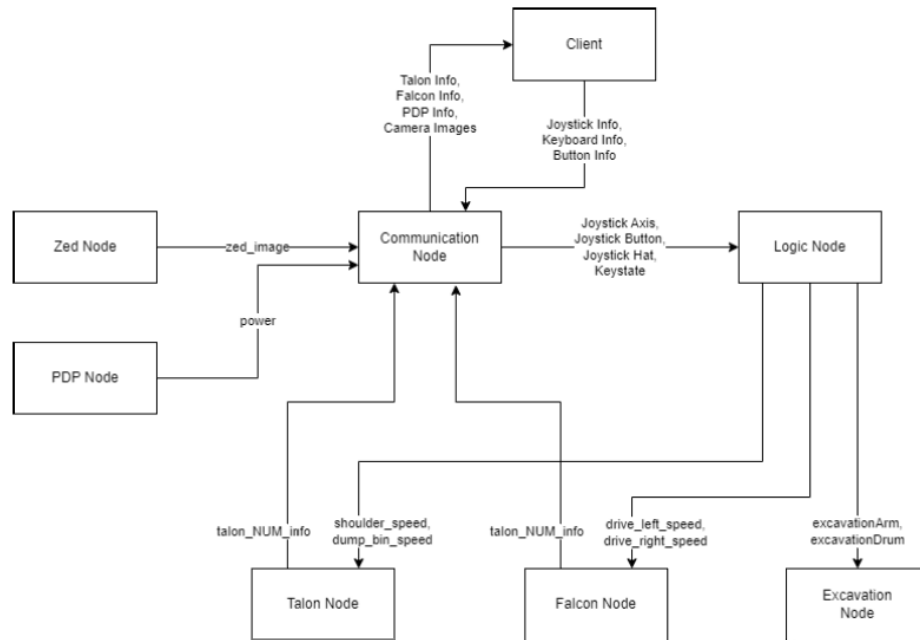 Client
Talon Info,
Falcon Info,
PDP Info,
Camera Images
Joystick Info,
Keyboard Info,
Button Info
Zed Node
zed_image
Communication
Node
Joystick Axis,
Joystick Button,
Joystick Hat,
Keystate
Logic Node
power
PDP Node
talon_NUM_info
shoulder_speed,
dump_bin_speed
talon_NUM_info
drive_left_speed,
drive_right_speed
excavationArm,
excavationDrum
Talon Node
Falcon Node
Excavation
Node